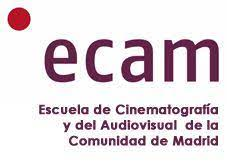 ecam
Escuela de Cinematografía
y del Audiovisual de la
Comunidad de Madrid